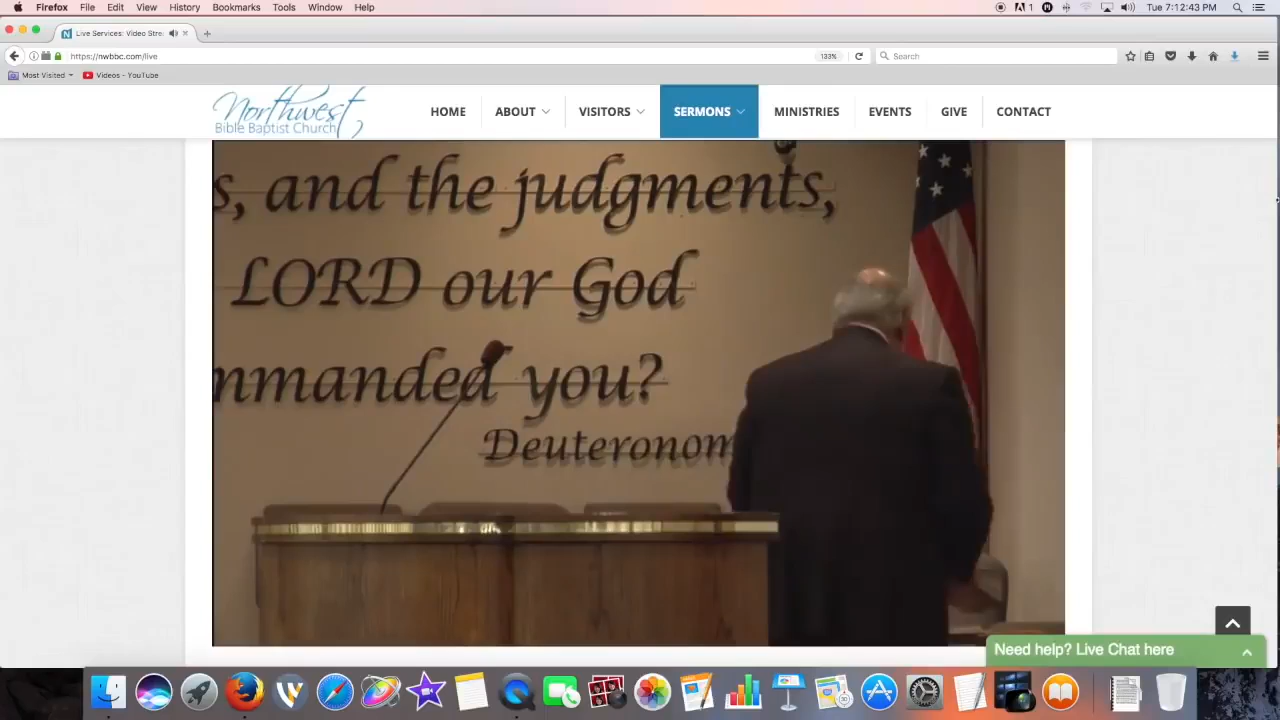 Firefox File Edit View History Bookmarks Tools Window Help 1 Tue 7:12:43 PM
Live Services: Video Stre
https://nwbbc.com/live 133% Search
Most Visited Videos - YouTube
Northwest
Bible Baptist Church
HOME ABOUT VISITORS SERMONS MINISTRIES EVENTS GIVE CONTACT
s, and the judgments,
LORD our God
mmanded you?
Deuteronom
Need help? Live Chat here